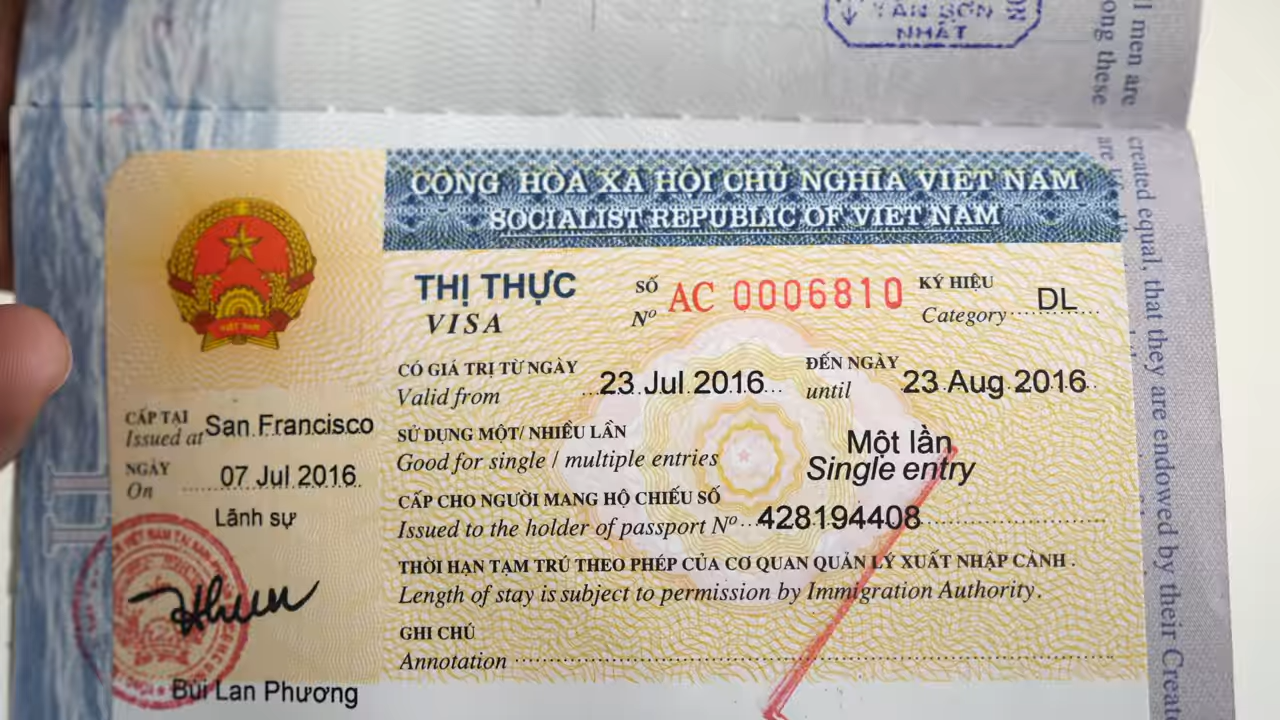 TÂN SƠN
NHẤT
ll men are
ong these
created equal, that they are endowed by their Creat
CỘNG HÒA XÃ HỘI CHỦ NGHĨA VIỆT NAM
SOCIALIST REPUBLIC OF VIET NAM
VIỆT NAM
THỊ THỰC
VISA
SỐ
Nº
AC 0006810
KÝ HIỆU
Category
DL
CÓ GIÁ TRỊ TỪ NGÀY
Valid from
23 Jul 2016
ĐẾN NGÀY
until
23 Aug 2016
CẤP TẠI
Issued at
San Francisco
SỬ DỤNG MỘT/ NHIỀU LẦN
Good for single / multiple entries
Một lần
Single entry
NGÀY
On
07 Jul 2016
CẤP CHO NGƯỜI MANG HỘ CHIẾU SỐ
Issued to the holder of passport Nº
428194408
Lãnh sự
THỜI HẠN TẠM TRÚ THEO PHÉP CỦA CƠ QUAN QUẢN LÝ XUẤT NHẬP CẢNH .
Length of stay is subject to permission by Immigration Authority.
GHI CHÚ
Annotation
Bùi Lan Phương